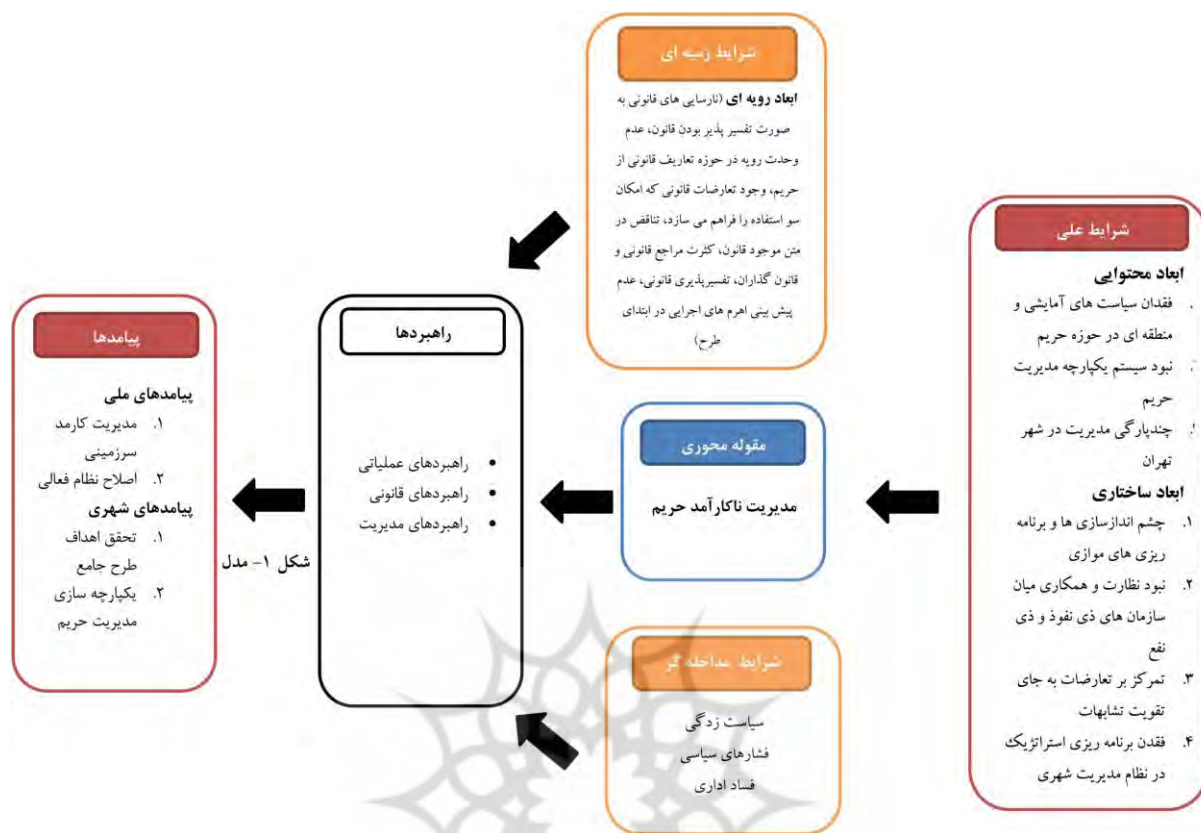 شرایط علی
ابعاد محتوایی
فقدان سیاست های آمایشی و
منطقه ای در حوزه حریم
نبود سیستم یکپارچه مدیریت
حریم
چندپارگی مدیریت در شهر
تهران
ابعاد ساختاری
۱. چشم اندازسازی ها و برنامه
ریزی های موازی
۲. نبود نظارت و همکاری میان
سازمان های ذی نفوذ و ذی
نفع
۳. تمرکز بر تعارضات به جای
تقویت تشابهات
۴. فقدن برنامه ریزی استراتژیک
در نظام مدیریت شهری
شرایط زمینه ای
ابعاد رویه ای (نارسایی های قانونی به
صورت تفسیر پذیر بودن قانون، عدم
وحدت رویه در حوزه تعاریف قانونی از
حریم، وجود تعارضات قانونی که امکان
سو استفاده را فراهم می سازد، تناقض در
متن موجود قانون، کثرت مراجع قانونی و
قانون گذاران، تفسیرپذیری قانونی، عدم
پیش بینی اهرم های اجرایی در ابتدای
طرح)
مقوله محوری
مدیریت ناکارآمد حریم
شرایط مداخله گر
سیاست زدگی
فشارهای سیاسی
فساد اداری
راهبردها
• راهبردهای عملیاتی
• راهبردهای قانونی
• راهبردهای مدیریت
شکل ۱- مدل
پیامدها
پیامدهای ملی
۱. مدیریت کارمد
سرزمینی
۲. اصلاح نظام فعالی
پیامدهای شهری
۱. تحقق اهداف
طرح جامع
۲. یکپارچه سازی
مدیریت حریم